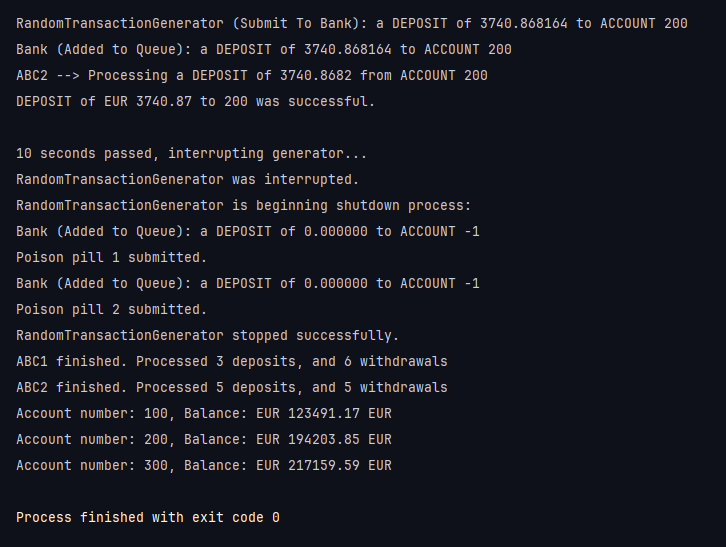 RandomTransactionGenerator (Submit To Bank): a DEPOSIT of 3740.868164 to ACCOUNT 200
Bank (Added to Queue): a DEPOSIT of 3740.868164 to ACCOUNT 200
ABC2 --> Processing a DEPOSIT of 3740.8682 from ACCOUNT 200
DEPOSIT of EUR 3740.87 to 200 was successful.
10 seconds passed, interrupting generator...
RandomTransactionGenerator was interrupted.
RandomTransactionGenerator is beginning shutdown process:
Bank (Added to Queue): a DEPOSIT of 0.000000 to ACCOUNT -1
Poison pill 1 submitted.
Bank (Added to Queue): a DEPOSIT of 0.000000 to ACCOUNT -1
Poison pill 2 submitted.
RandomTransactionGenerator stopped successfully.
ABC1 finished. Processed 3 deposits, and 6 withdrawals
ABC2 finished. Processed 5 deposits, and 5 withdrawals
Account number: 100, Balance: EUR 123491.17 EUR
Account number: 200, Balance: EUR 194203.85 EUR
Account number: 300, Balance: EUR 217159.59 EUR
Process finished with exit code 0